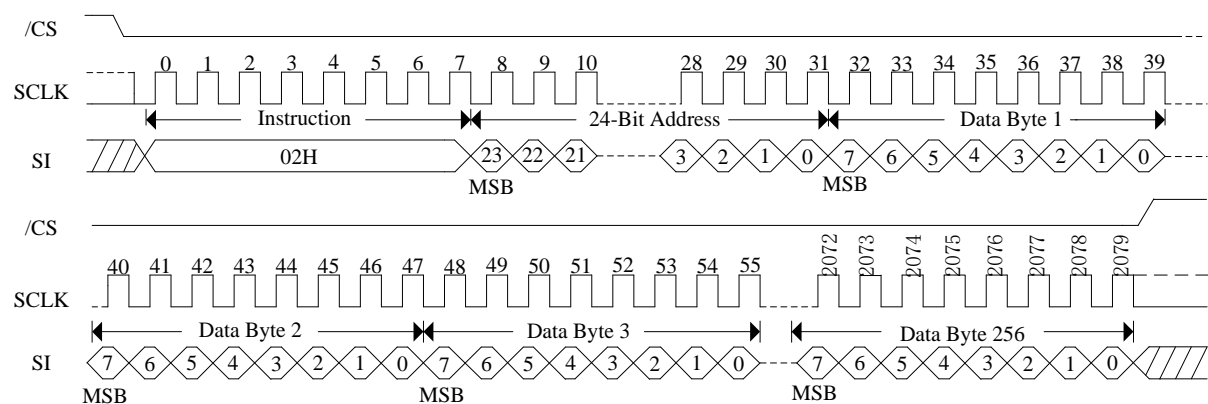 /CS
0 1 2 3 4 5 6 7 8 9 10 28 29 30 31 32 33 34 35 36 37 38 39
SCLK
Instruction 24-Bit Address Data Byte 1
SI 02H 23 22 21 3 2 1 0 7 6 5 4 3 2 1 0
MSB MSB
/CS
40 41 42 43 44 45 46 47 48 49 50 51 52 53 54 55 2072 2073 2074 2075 2076 2077 2078 2079
SCLK
Data Byte 2 Data Byte 3 Data Byte 256
SI 7 6 5 4 3 2 1 0 7 6 5 4 3 2 1 0 7 6 5 4 3 2 1 0
MSB MSB MSB